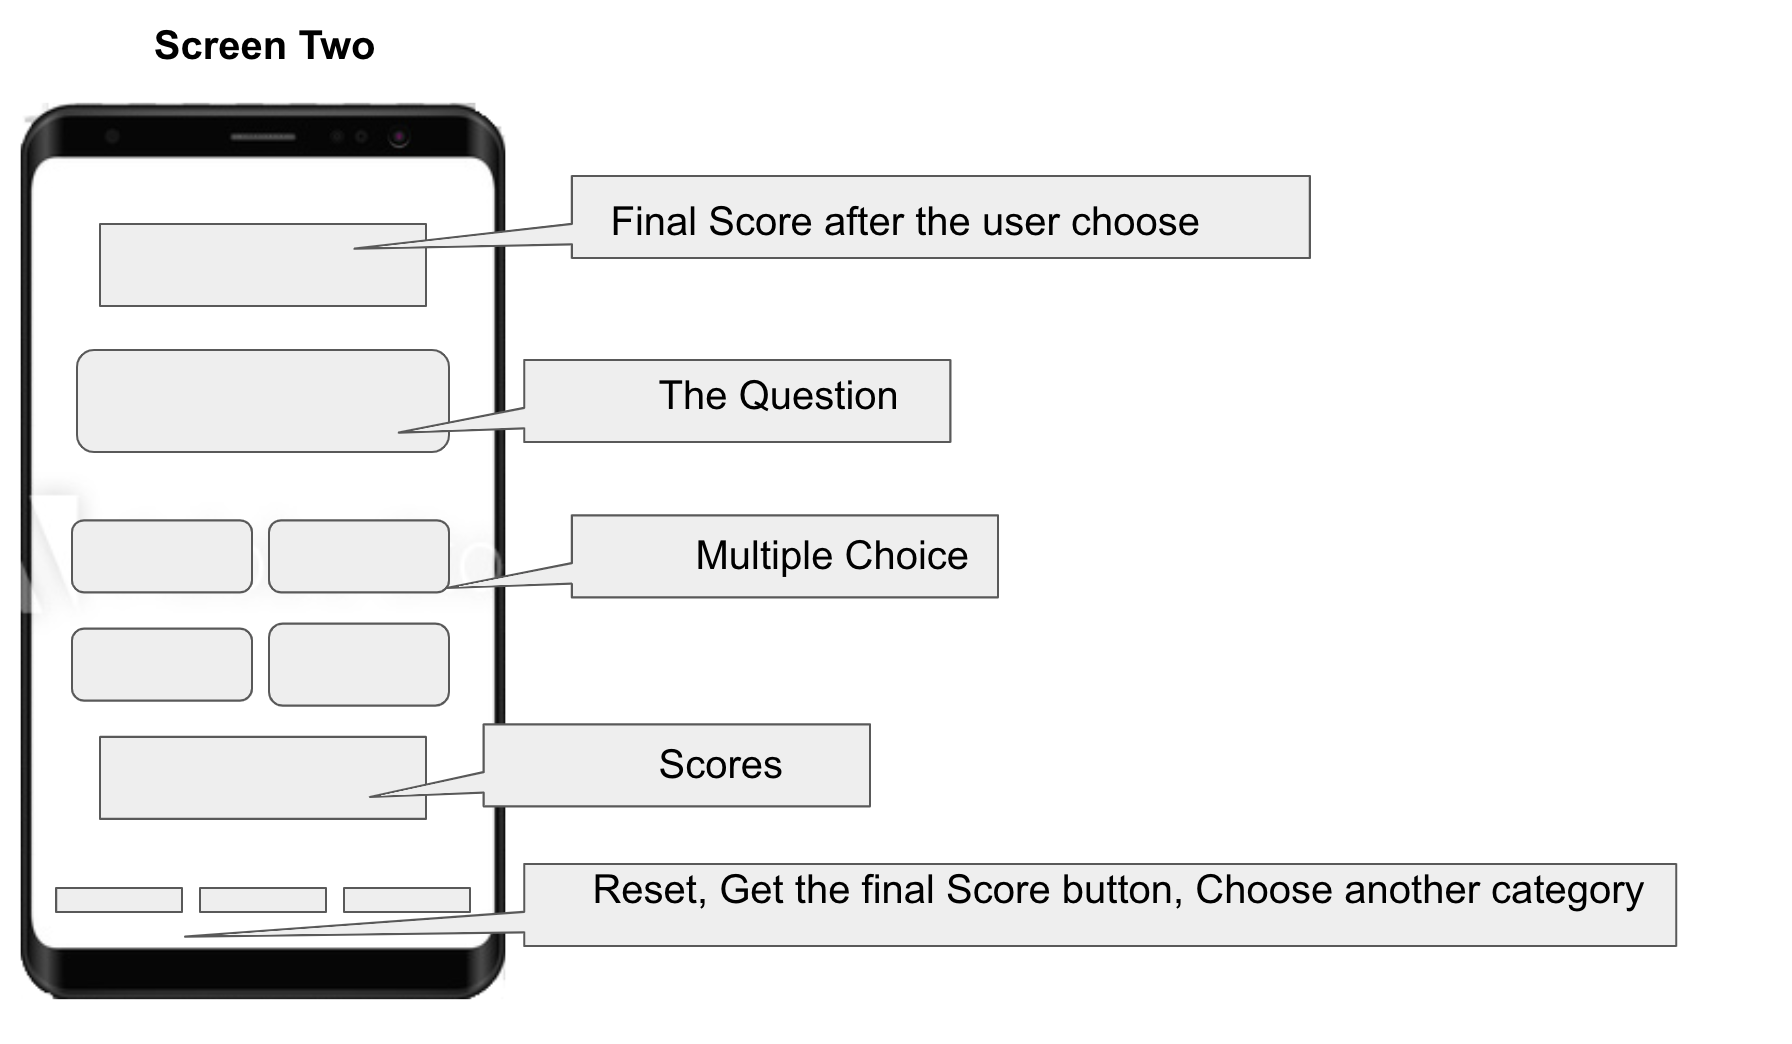 Screen Two
Final Score after the user choose
The Question
Multiple Choice
Scores
Reset, Get the final Score button, Choose another category